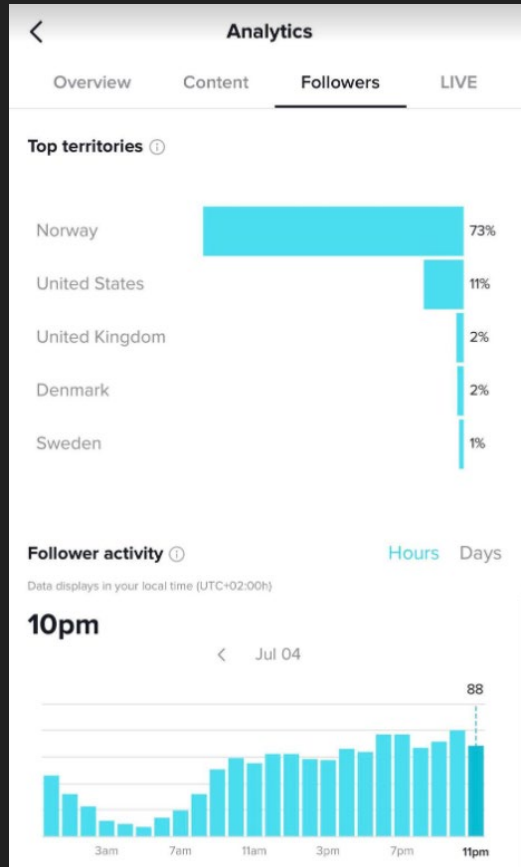 Analytics
Overview Content Followers LIVE
Top territories
Norway 73%
United States 11%
United Kingdom 2%
Denmark 2%
Sweden 1%
Follower activity Hours Days
Data displays in your local time (UTC+02:00h)
10pm
Jul 04
88
3am 7am 11am 3pm 7pm 11pm